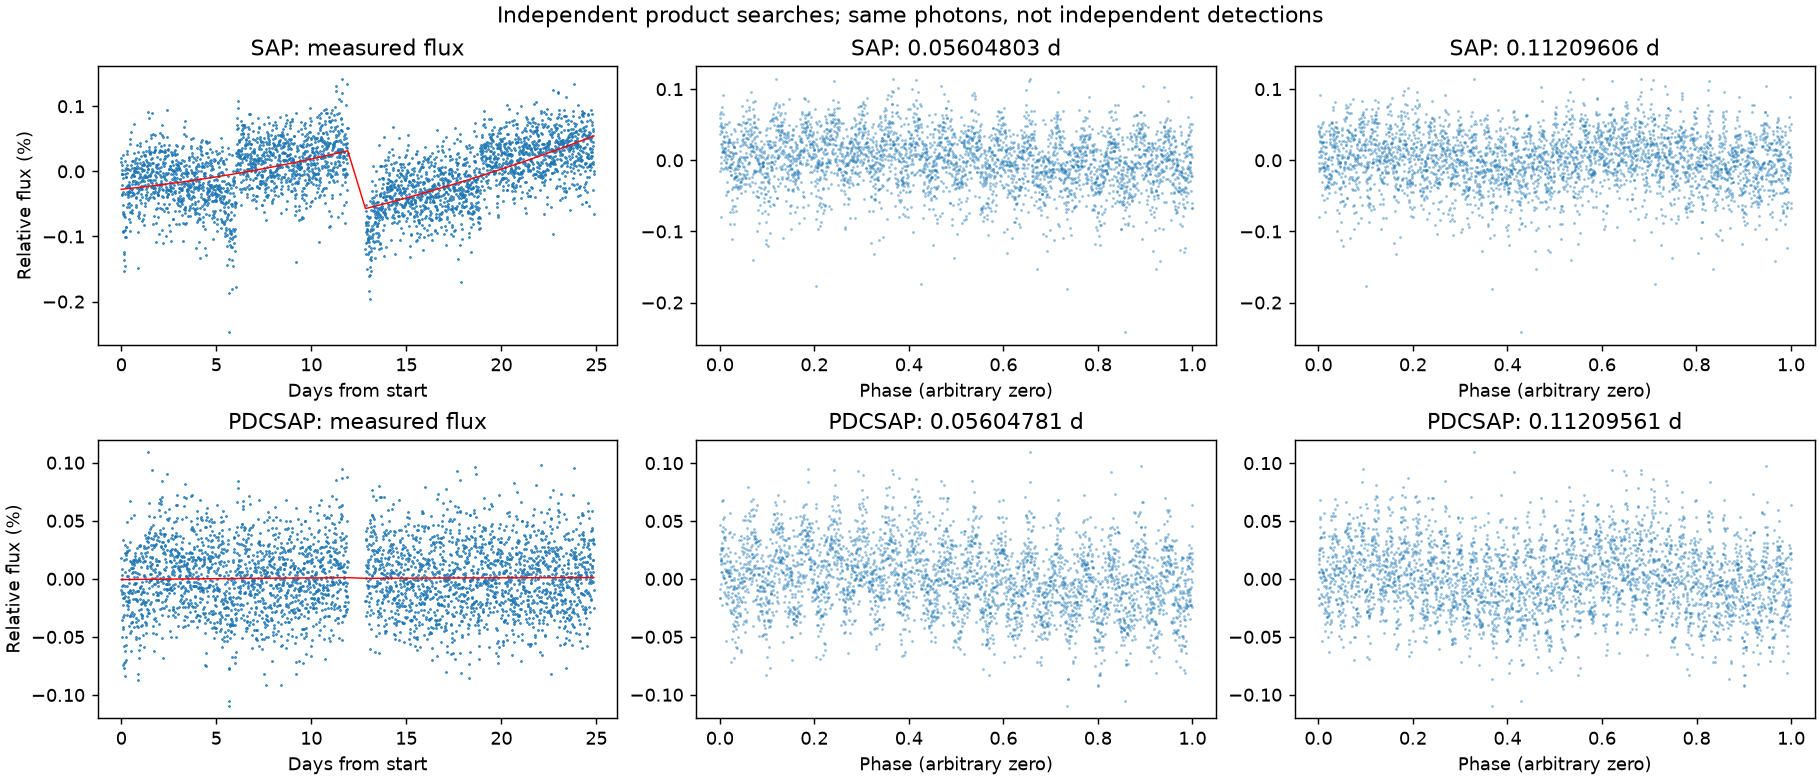 Independent product searches; same photons, not independent detections
SAP: measured flux
SAP: 0.05604803 d
SAP: 0.11209606 d
Relative flux (%)
0.1
0.0
−0.1
−0.2
0.1
0.0
−0.1
−0.2
0.1
0.0
−0.1
−0.2
0 5 10 15 20 25
0.0 0.2 0.4 0.6 0.8 1.0
0.0 0.2 0.4 0.6 0.8 1.0
Days from start
Phase (arbitrary zero)
Phase (arbitrary zero)
PDCSAP: measured flux
PDCSAP: 0.05604781 d
PDCSAP: 0.11209561 d
Relative flux (%)
0.10
0.05
0.00
−0.05
−0.10
0.10
0.05
0.00
−0.05
−0.10
0.10
0.05
0.00
−0.05
−0.10
0 5 10 15 20 25
0.0 0.2 0.4 0.6 0.8 1.0
0.0 0.2 0.4 0.6 0.8 1.0
Days from start
Phase (arbitrary zero)
Phase (arbitrary zero)